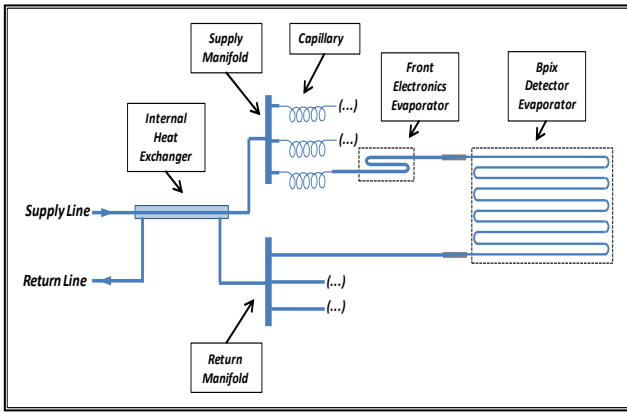 Supply
Manifold
Capillary
Front
Electronics
Evaporator
Bpix
Detector
Evaporator
Internal
Heat
Exchanger
(...)
(...)
Supply Line
Return Line
(...)
(...)
Return
Manifold